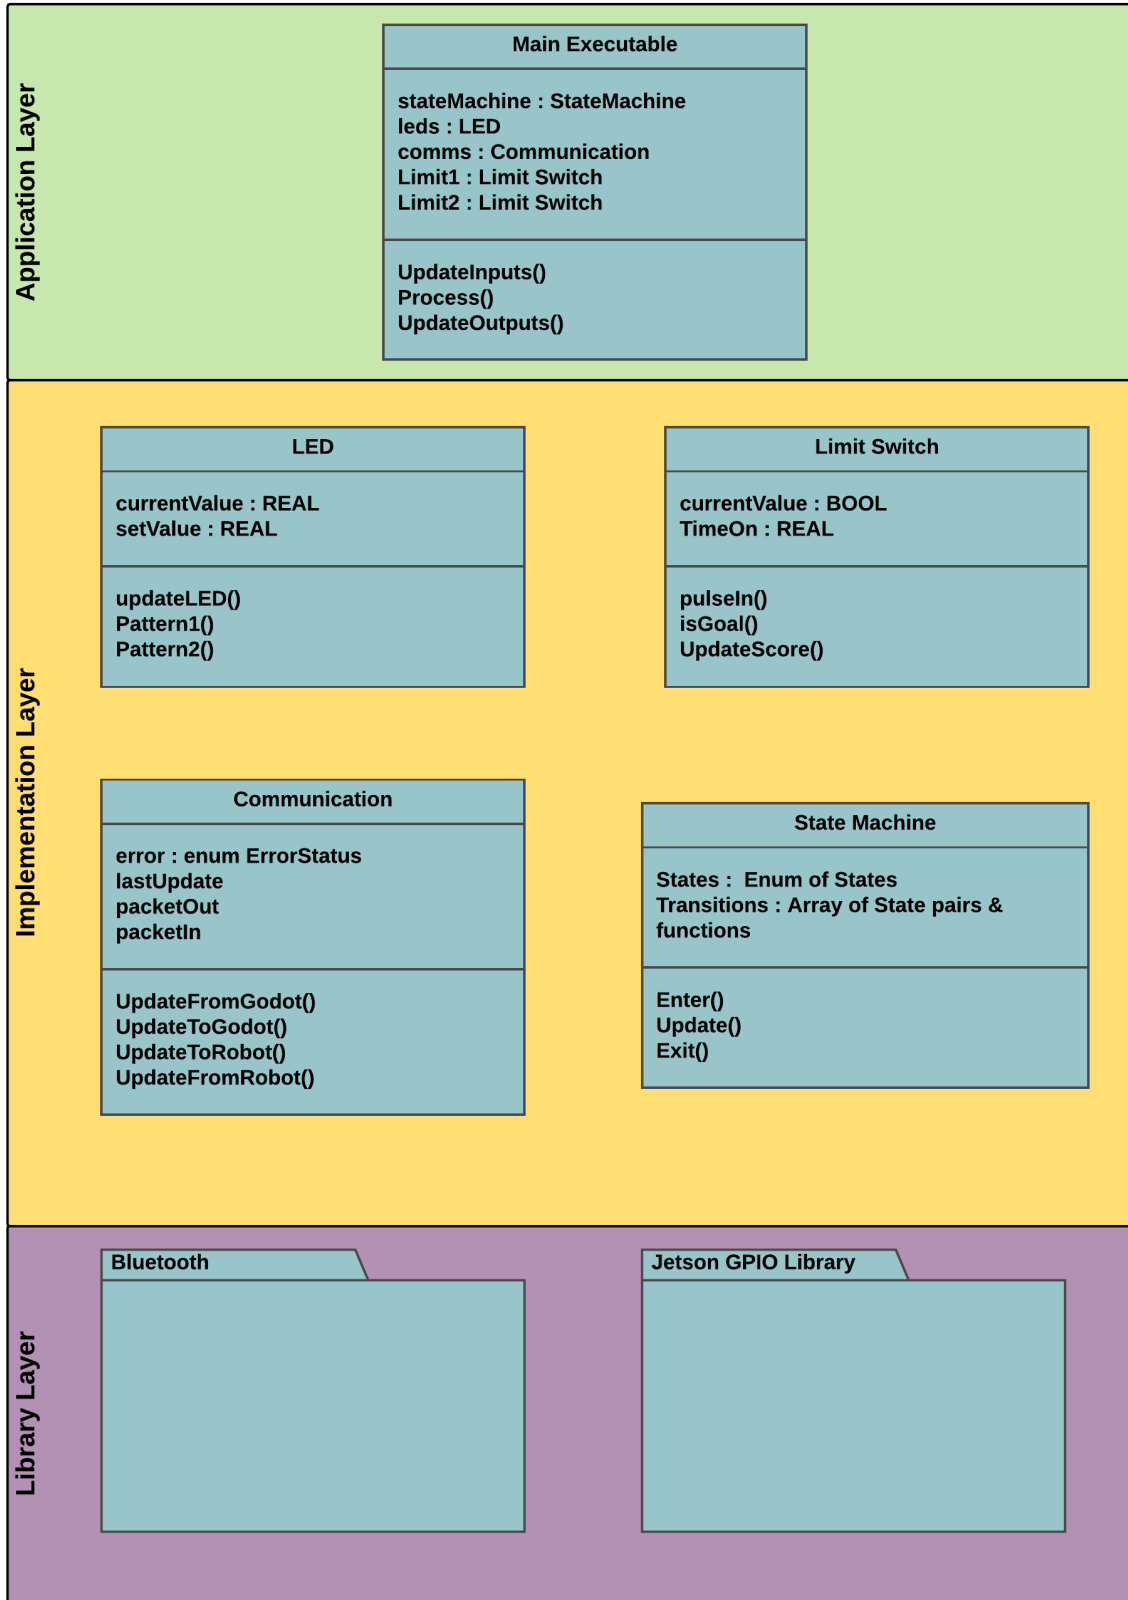 Application Layer
Main Executable
stateMachine : StateMachine
leds : LED
comms : Communication
Limit1 : Limit Switch
Limit2 : Limit Switch
UpdateInputs()
Process()
UpdateOutputs()
Implementation Layer
LED
currentValue : REAL
setValue : REAL
updateLED()
Pattern1()
Pattern2()
Limit Switch
currentValue : BOOL
TimeOn : REAL
pulseIn()
isGoal()
UpdateScore()
Communication
error : enum ErrorStatus
lastUpdate
packetOut
packetIn
UpdateFromGodot()
UpdateToGodot()
UpdateToRobot()
UpdateFromRobot()
State Machine
States :  Enum of States
Transitions : Array of State pairs &
functions
Enter()
Update()
Exit()
Library Layer
Bluetooth
Jetson GPIO Library